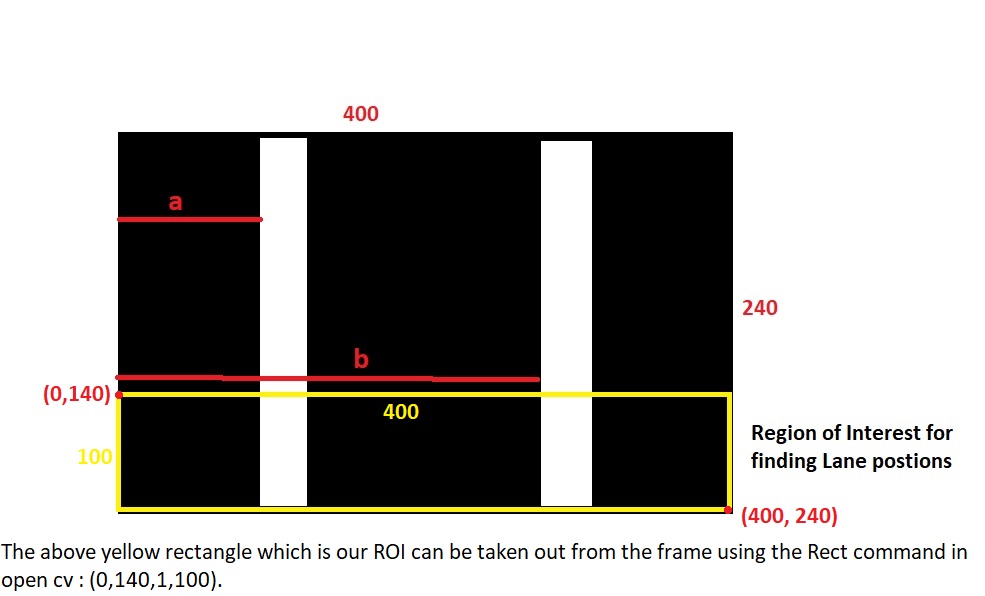 400
a
240
b
(0,140)
400
100
Region of Interest for
finding Lane postions
(400, 240)
The above yellow rectangle which is our ROI can be taken out from the frame using the Rect command in
open cv : (0,140,1,100).